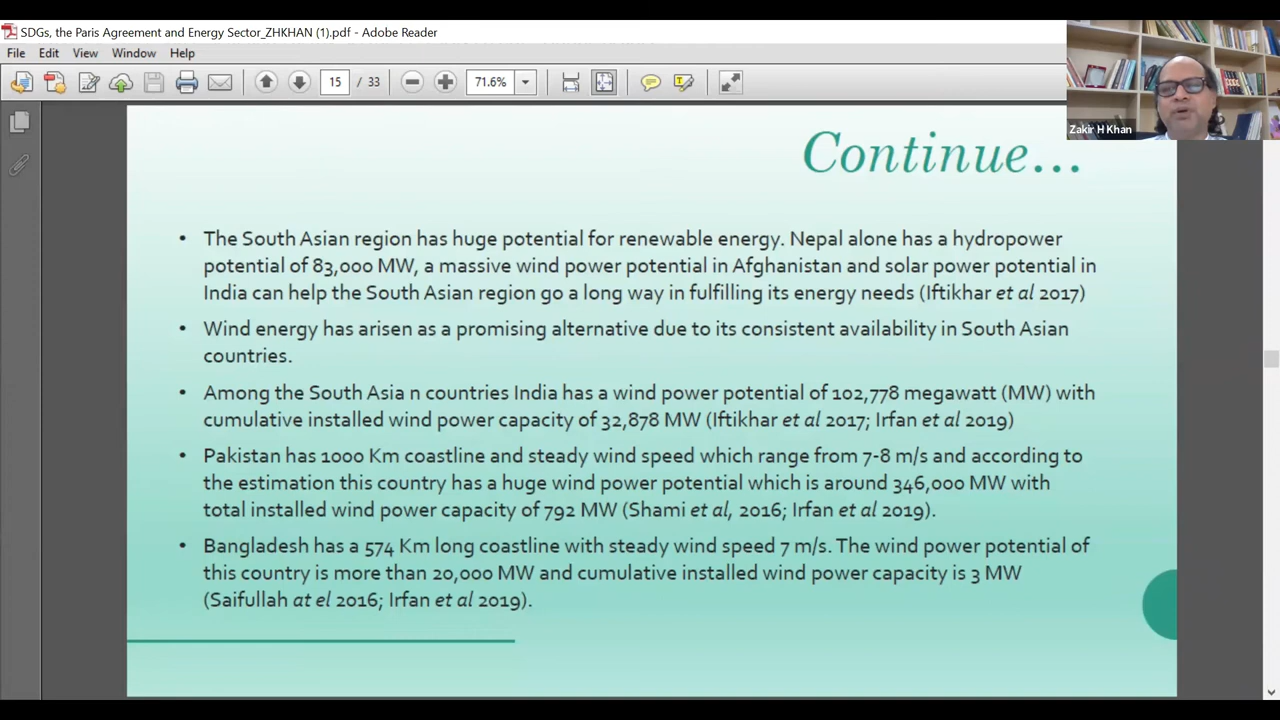 SDGs, the Paris Agreement and Energy Sector_ZHKHAN (1).pdf - Adobe Reader
File Edit View Window Help
15 / 33 71.6%
Zakir H Khan
Continue...
• The South Asian region has huge potential for renewable energy. Nepal alone has a hydropower
potential of 83,000 MW, a massive wind power potential in Afghanistan and solar power potential in
India can help the South Asian region go a long way in fulfilling its energy needs (Iftikhar et al 2017)
• Wind energy has arisen as a promising alternative due to its consistent availability in South Asian
countries.
• Among the South Asia n countries India has a wind power potential of 102,778 megawatt (MW) with
cumulative installed wind power capacity of 32,878 MW (Iftikhar et al 2017; Irfan et al 2019)
• Pakistan has 1000 Km coastline and steady wind speed which range from 7-8 m/s and according to
the estimation this country has a huge wind power potential which is around 346,000 MW with
total installed wind power capacity of 792 MW (Shami et al, 2016; Irfan et al 2019).
• Bangladesh has a 574 Km long coastline with steady wind speed 7 m/s. The wind power potential of
this country is more than 20,000 MW and cumulative installed wind power capacity is 3 MW
(Saifullah at el 2016; Irfan et al 2019).